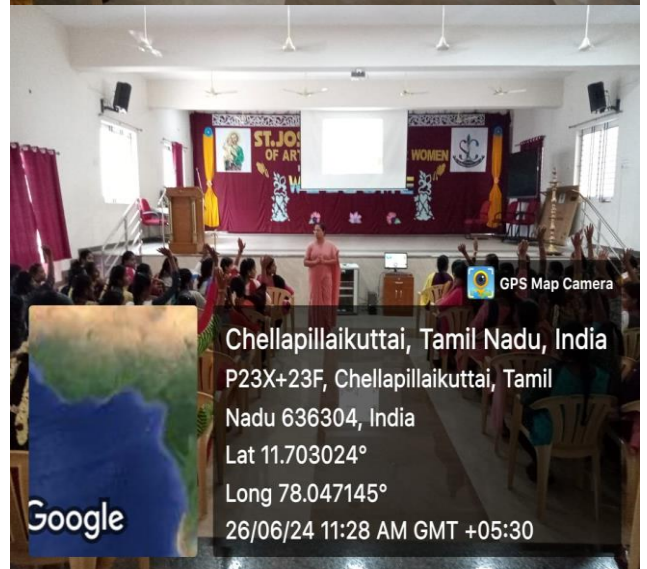 ST.JOS
OF ART
WOMEN
GPS Map Camera
Chellapillaikuttai, Tamil Nadu, India
P23X+23F, Chellapillaikuttai, Tamil
Nadu 636304, India
Lat 11.703024°
Long 78.047145°
26/06/24 11:28 AM GMT +05:30
Google